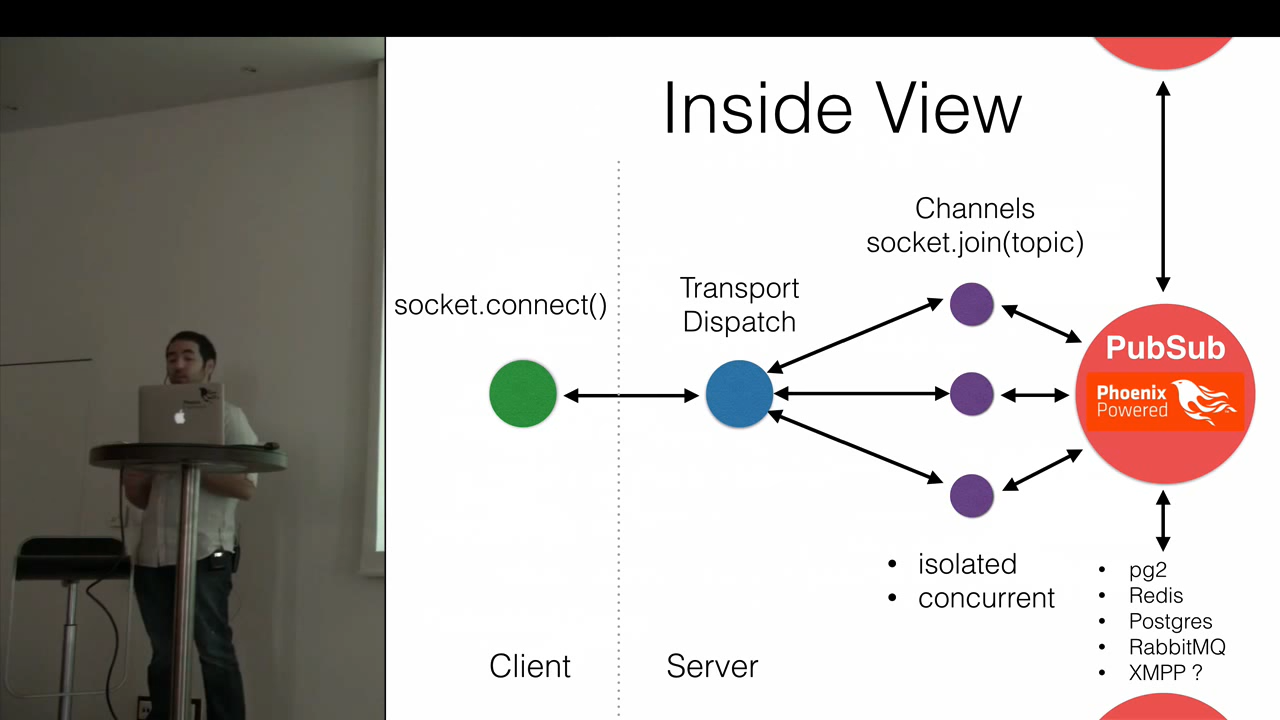 Inside View
Channels
socket.join(topic)
socket.connect()
Transport
Dispatch
PubSub
Phoenix
Powered
• isolated
• concurrent
• pg2
• Redis
• Postgres
• RabbitMQ
• XMPP ?
Client
Server